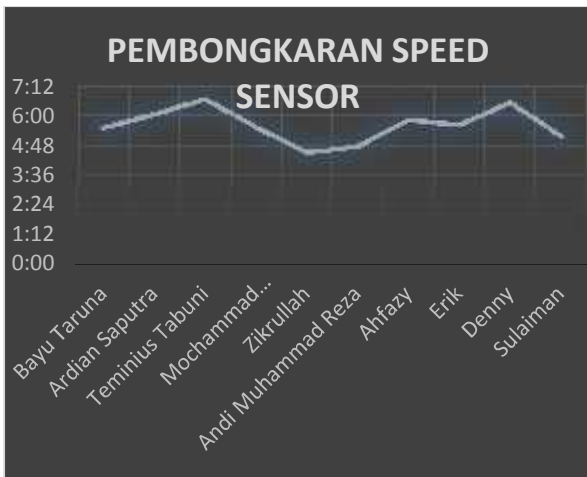 PEMBONGKARAN SPEED
SENSOR
7:12
6:00
4:48
3:36
2:24
1:12
0:00
Bayu Taruna
Ardian Saputra
Teminius Tabuni
Mochammad...
Zikrullah
Andi Muhammad Reza
Ahfazy
Erik
Denny
Sulaiman